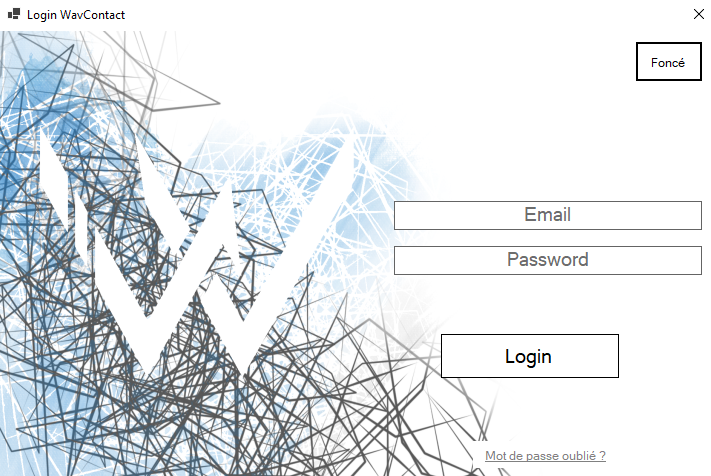 Login WavContact
Foncé
Email
Password
Login
Mot de passe oublié ?